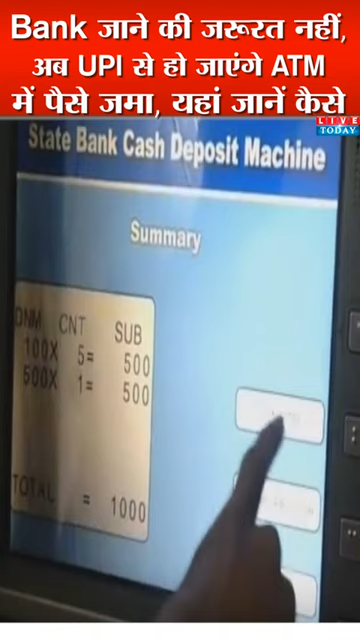 Bank जाने की जरूरत नहीं,
अब UPI से हो जाएंगे ATM
में पैसे जमा, यहां जानें कैसे
LIVE
TODAY
State Bank Cash Deposit Machine
Summary
DNM CNT SUB
100X 5= 500
500X 1= 500
TOTAL = 1000